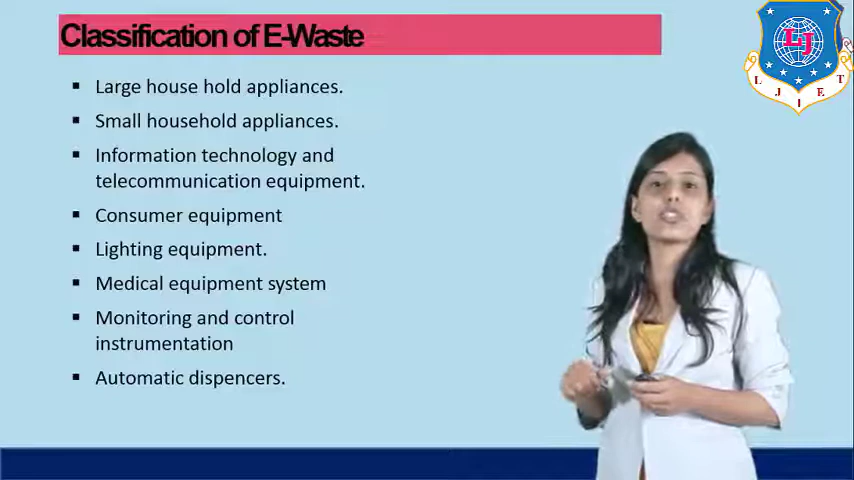 Classification of E-Waste
Large house hold appliances.
Small household appliances.
Information technology and
telecommunication equipment.
Consumer equipment
Lighting equipment.
Medical equipment system
Monitoring and control
instrumentation
Automatic dispencers.
LJ
L J I E T